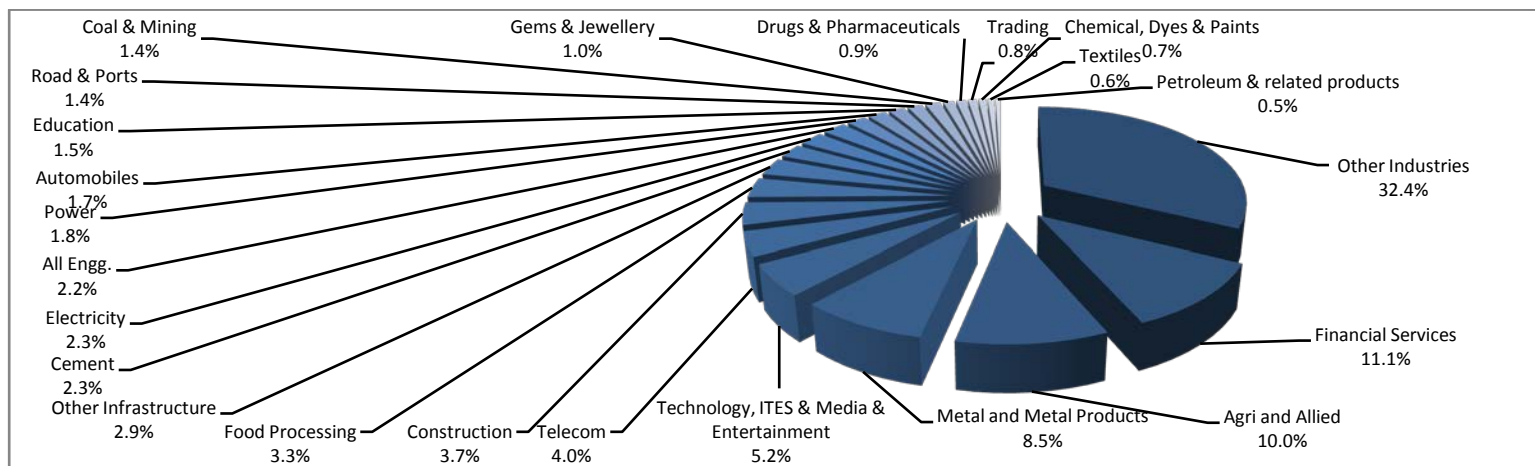 Coal & Mining
1.4%
Gems & Jewellery
1.0%
Drugs & Pharmaceuticals
0.9%
Trading
0.8%
Chemical, Dyes & Paints
0.7%
Textiles
0.6%
Petroleum & related products
0.5%
Road & Ports
1.4%
Education
1.5%
Automobiles
1.7%
Power
1.8%
All Engg.
2.2%
Electricity
2.3%
Cement
2.3%
Other Infrastructure
2.9%
Food Processing
3.3%
Construction
3.7%
Telecom
4.0%
Technology, ITES & Media &
Entertainment
5.2%
Metal and Metal Products
8.5%
Agri and Allied
10.0%
Financial Services
11.1%
Other Industries
32.4%